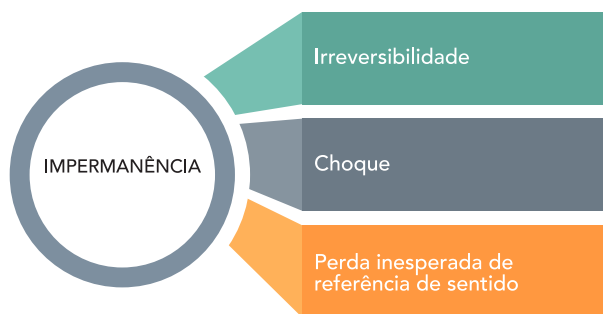 IMPERMANÊNCIA
Irreversibilidade
Choque
Perda inesperada de
referência de sentido